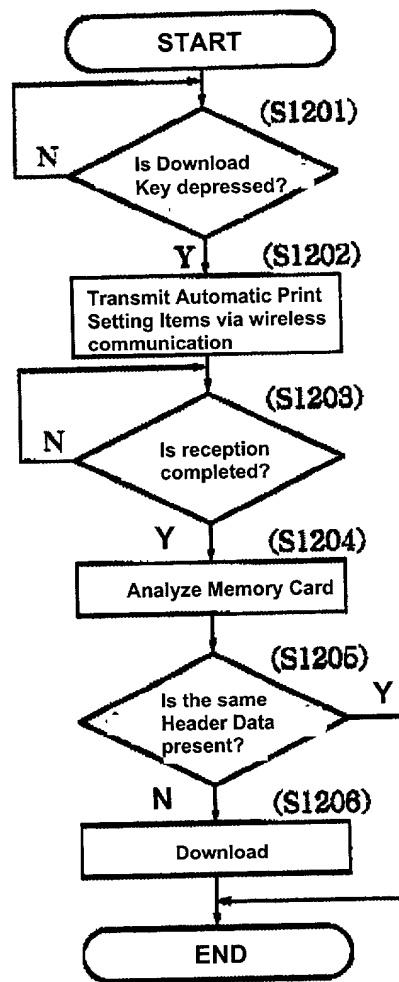 START
(S1201)
N
Is Download
Key depressed?
Y
(S1202)
Transmit Automatic Print
Setting Items via wireless
communication
(S1203)
N
Is reception
completed?
Y
(S1204)
Analyze Memory Card
(S1205)
Is the same
Header Data
present?
Y
N
(S1206)
Download
END